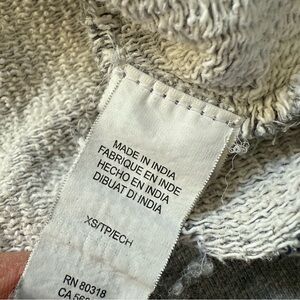 MADE IN INDIA
FABRIQUE EN INDE
HECHO EN INDIA
DIBUAT DI INDIA
XS/TP/ECH
RN 80318
CA